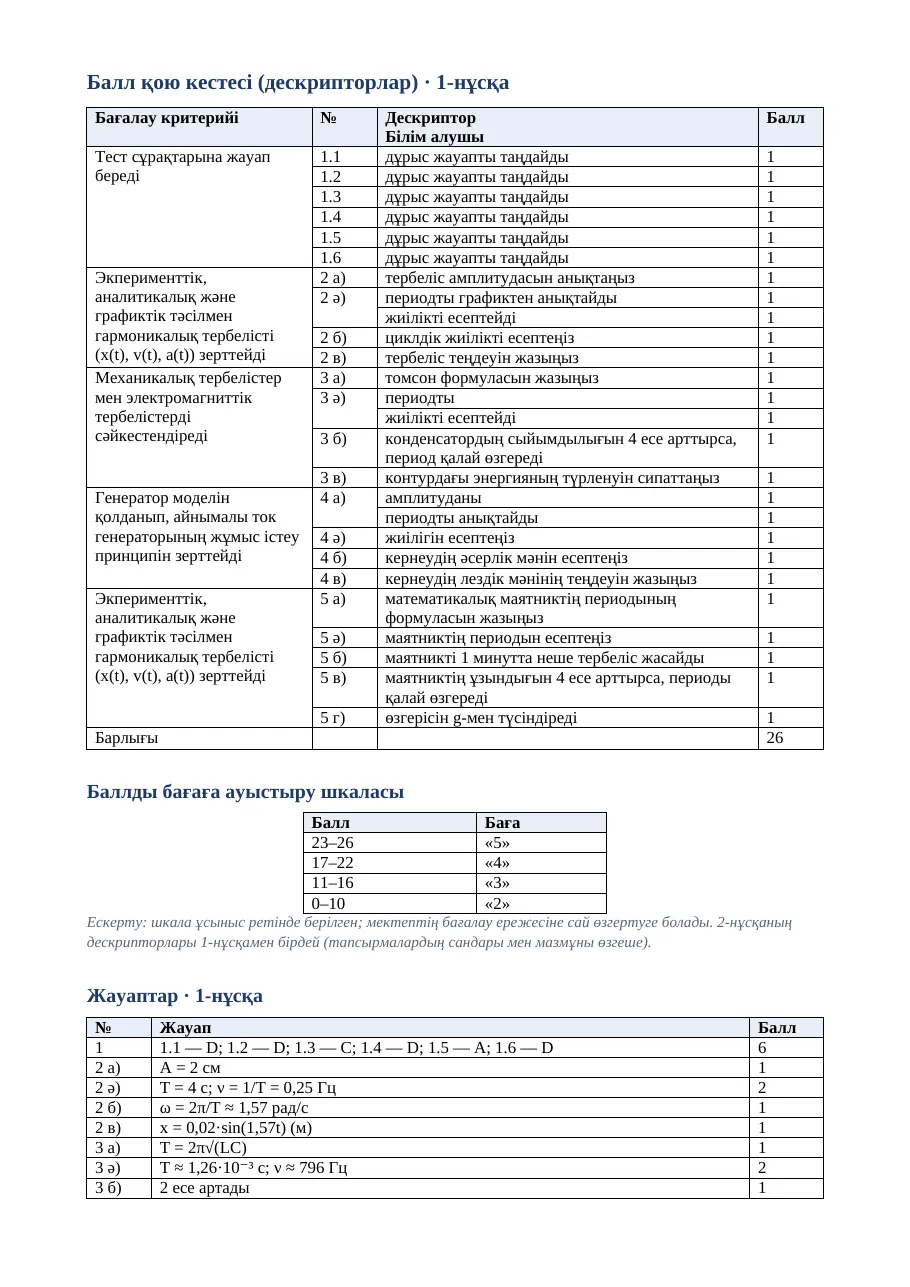 Балл қою кестесі (дескрипторлар) · 1-нұсқа
Бағалау критерийі № Дескриптор Балл
Білім алушы
Тест сұрақтарына жауап 1.1 дұрыс жауапты таңдайды 1
береді 1.2 дұрыс жауапты таңдайды 1
1.3 дұрыс жауапты таңдайды 1
1.4 дұрыс жауапты таңдайды 1
1.5 дұрыс жауапты таңдайды 1
1.6 дұрыс жауапты таңдайды 1
Экперименттік, 2 а) тербеліс амплитудасын анықтаңыз 1
аналитикалық және 2 ә) периодты графиктен анықтайды 1
графиктік тәсілмен жиілікті есептейді 1
гармоникалық тербелісті 2 б) циклдік жиілікті есептеңіз 1
(x(t), v(t), a(t)) зерттейді 2 в) тербеліс теңдеуін жазыңыз 1
Механикалық тербелістер 3 а) томсон формуласын жазыңыз 1
мен электромагниттік 3 ә) периодты 1
тербелістерді жиілікті есептейді 1
сәйкестендіреді 3 б) конденсатордың сыйымдылығын 4 есе арттырса, 1
период қалай өзгереді
3 в) контурдағы энергияның түрленуін сипаттаңыз 1
Генератор моделін 4 а) амплитуданы 1
қолданып, айнымалы ток периодты анықтайды 1
генераторының жұмыс істеу 4 ә) жиілігін есептеңіз 1
принципін зерттейді 4 б) кернеудің әсерлік мәнін есептеңіз 1
4 в) кернеудің лездік мәнінің теңдеуін жазыңыз 1
Экперименттік, 5 а) математикалық маятниктің периодының 1
аналитикалық және формуласын жазыңыз
графиктік тәсілмен 5 ә) маятниктің периодын есептеңіз 1
гармоникалық тербелісті 5 б) маятникті 1 минутта неше тербеліс жасайды 1
(x(t), v(t), a(t)) зерттейді 5 в) маятниктің ұзындығын 4 есе арттырса, периоды 1
қалай өзгереді
5 г) өзгерісін g-мен түсіндіреді 1
Барлығы 26
Баллды бағаға ауыстыру шкаласы
Балл Баға
23–26 «5»
17–22 «4»
11–16 «3»
0–10 «2»
Ескерту: шкала ұсыныс ретінде берілген; мектептің бағалау ережесіне сай өзгертуге болады. 2-нұсқаның
дескрипторлары 1-нұсқамен бірдей (тапсырмалардың сандары мен мазмұны өзгеше).
Жауаптар · 1-нұсқа
№ Жауап Балл
1 1.1 — D; 1.2 — D; 1.3 — C; 1.4 — D; 1.5 — A; 1.6 — D 6
2 а) A = 2 см 1
2 ә) T = 4 с; ν = 1/T = 0,25 Гц 2
2 б) ω = 2π/T ≈ 1,57 рад/с 1
2 в) x = 0,02·sin(1,57t) (м) 1
3 а) T = 2π√(LC) 1
3 ә) T ≈ 1,26·10⁻³ с; ν ≈ 796 Гц 2
3 б) 2 есе артады 1